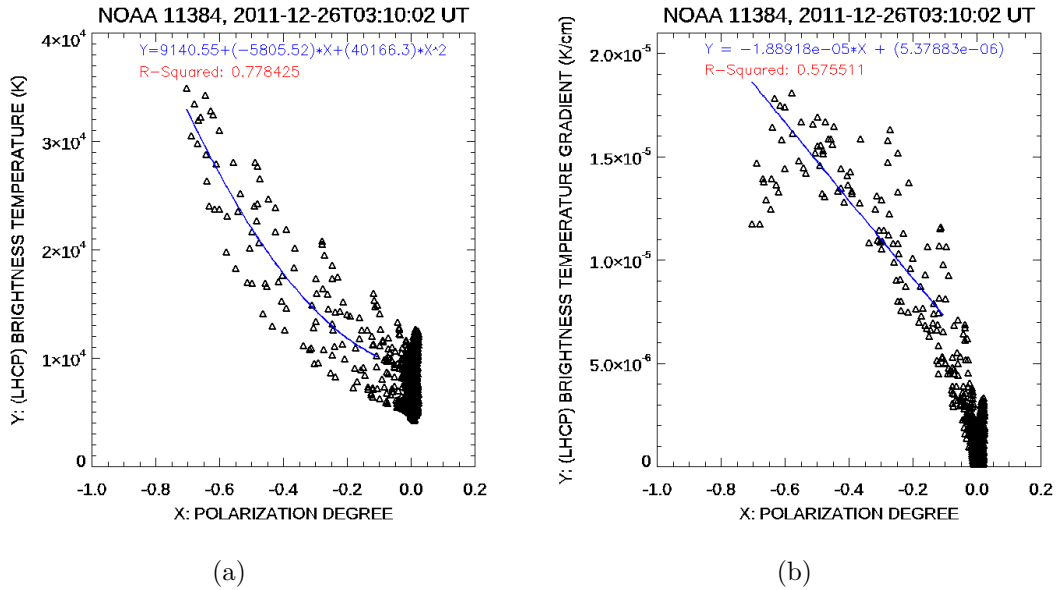 NOAA 11384, 2011-12-26T03:10:02 UT
Y=9140.55+(-5805.52)*X+(40166.3)*X^2
R-Squared: 0.778425
Y: (LHCP) BRIGHTNESS TEMPERATURE (K)
4×10^4
3×10^4
2×10^4
1×10^4
0
-1.0 -0.8 -0.6 -0.4 -0.2 0.0 0.2
X: POLARIZATION DEGREE
(a)
NOAA 11384, 2011-12-26T03:10:02 UT
Y = -1.88918e-05*X + (5.37883e-06)
R-Squared: 0.575511
Y: (LHCP) BRIGHTNESS TEMPERATURE GRADIENT (K/cm)
2.0×10^-5
1.5×10^-5
1.0×10^-5
5.0×10^-6
0
-1.0 -0.8 -0.6 -0.4 -0.2 0.0 0.2
X: POLARIZATION DEGREE
(b)